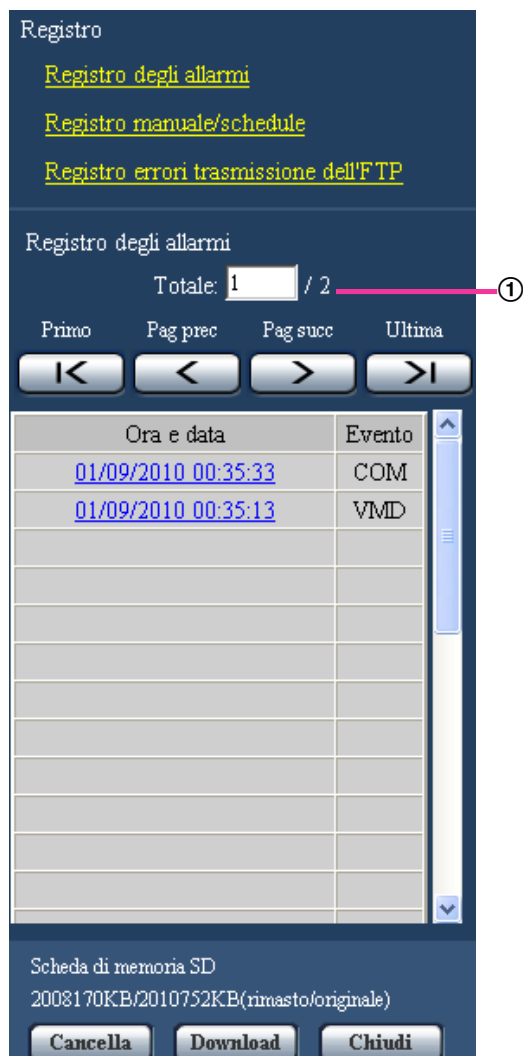 Registro
Registro degli allarmi
Registro manuale/schedule
Registro errori trasmissione dell'FTP
Registro degli allarmi
Totale: 1 / 2 ①
Primo Pag prec Pag succ Ultima
Ora e data Evento
01/09/2010 00:35:33 COM
01/09/2010 00:35:13 VMD
Scheda di memoria SD
2008170KB/2010752KB(rimasto/originale)
Cancella Download Chiudi